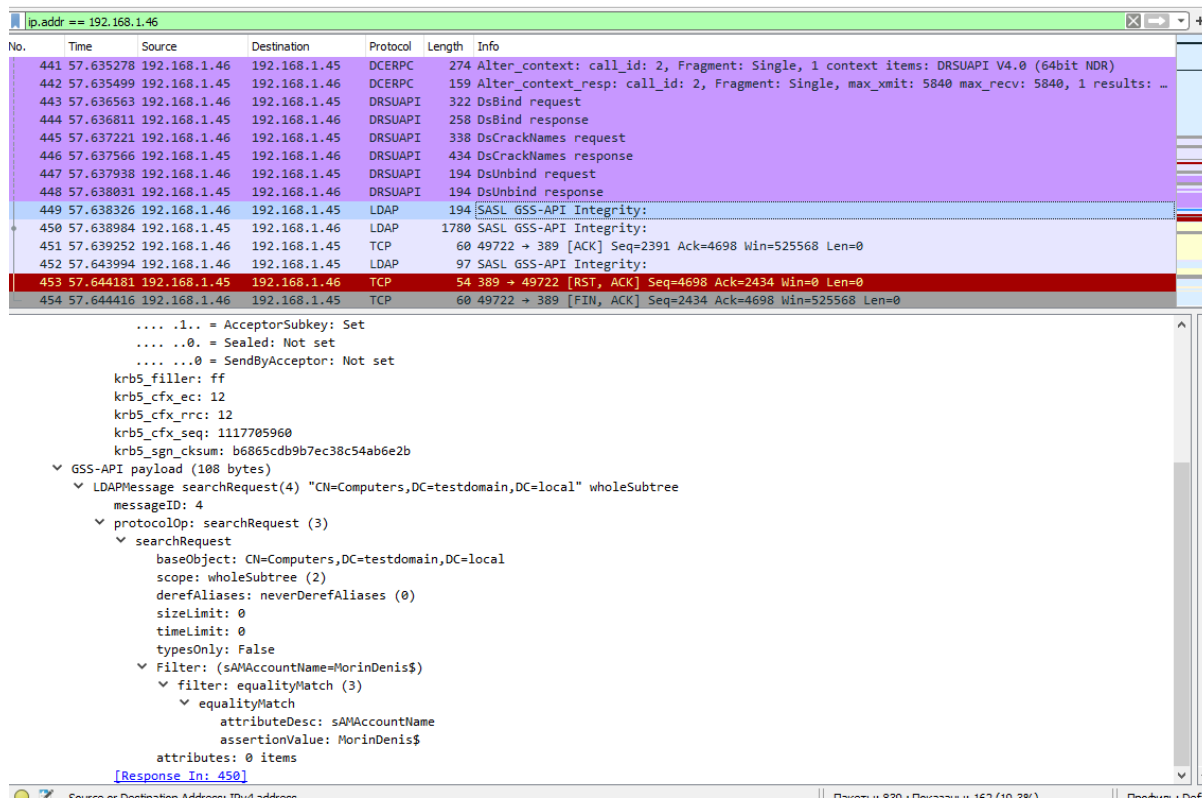 ip.addr == 192.168.1.46
No. Time Source Destination Protocol Length Info
441 57.635278 192.168.1.46 192.168.1.45 DCERPC 274 Alter_context: call_id: 2, Fragment: Single, 1 context items: DRSUAPI V4.0 (64bit NDR)
442 57.635499 192.168.1.45 192.168.1.46 DCERPC 159 Alter_context_resp: call_id: 2, Fragment: Single, max_xmit: 5840 max_recv: 5840, 1 results: …
443 57.636563 192.168.1.46 192.168.1.45 DRSUAPI 322 DsBind request
444 57.636811 192.168.1.45 192.168.1.46 DRSUAPI 258 DsBind response
445 57.637221 192.168.1.46 192.168.1.45 DRSUAPI 338 DsCrackNames request
446 57.637566 192.168.1.45 192.168.1.46 DRSUAPI 434 DsCrackNames response
447 57.637938 192.168.1.46 192.168.1.45 DRSUAPI 194 DsUnbind request
448 57.638031 192.168.1.45 192.168.1.46 DRSUAPI 194 DsUnbind response
449 57.638326 192.168.1.46 192.168.1.45 LDAP 194 SASL GSS-API Integrity:
450 57.638984 192.168.1.45 192.168.1.46 LDAP 1780 SASL GSS-API Integrity:
451 57.639252 192.168.1.46 192.168.1.45 TCP 60 49722 → 389 [ACK] Seq=2391 Ack=4698 Win=525568 Len=0
452 57.643994 192.168.1.46 192.168.1.45 LDAP 97 SASL GSS-API Integrity:
453 57.644181 192.168.1.45 192.168.1.46 TCP 54 389 → 49722 [RST, ACK] Seq=4698 Ack=2434 Win=0 Len=0
454 57.644416 192.168.1.46 192.168.1.45 TCP 60 49722 → 389 [FIN, ACK] Seq=2434 Ack=4698 Win=525568 Len=0
.... .1.. = AcceptorSubkey: Set
.... ..0. = Sealed: Not set
.... ...0 = SendByAcceptor: Not set
krb5_filler: ff
krb5_cfx_ec: 12
krb5_cfx_rrc: 12
krb5_cfx_seq: 1117705960
krb5_sgn_cksum: b6865cdb9b7ec38c54ab6e2b
GSS-API payload (108 bytes)
LDAPMessage searchRequest(4) "CN=Computers,DC=testdomain,DC=local" wholeSubtree
messageID: 4
protocolOp: searchRequest (3)
searchRequest
baseObject: CN=Computers,DC=testdomain,DC=local
scope: wholeSubtree (2)
derefAliases: neverDerefAliases (0)
sizeLimit: 0
timeLimit: 0
typesOnly: False
Filter: (sAMAccountName=MorinDenis$)
filter: equalityMatch (3)
equalityMatch
attributeDesc: sAMAccountName
assertionValue: MorinDenis$
attributes: 0 items
[Response In: 450]